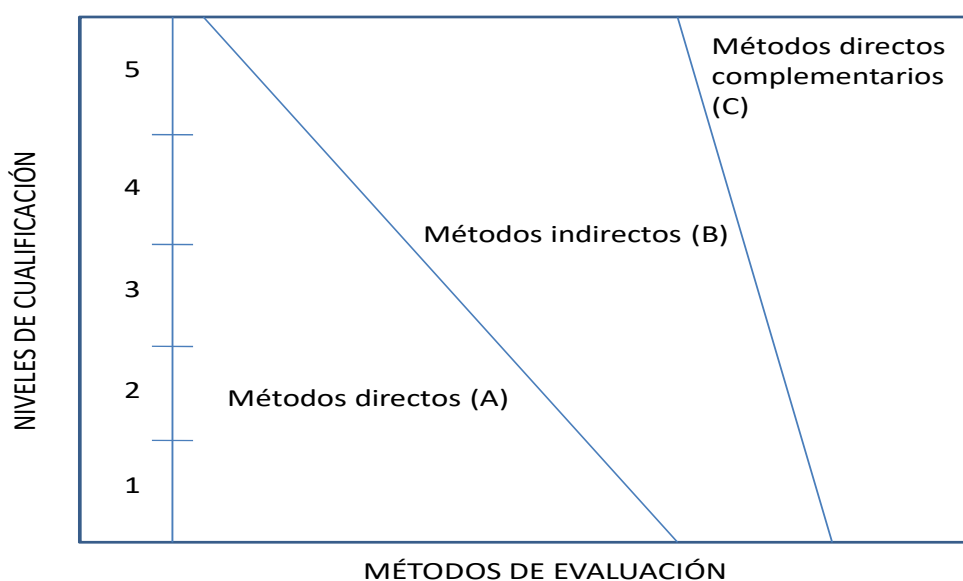 Métodos directos
complementarios
(C)
5
4
Métodos indirectos (B)
3
2
Métodos directos (A)
1
NIVELES DE CUALIFICACIÓN
MÉTODOS DE EVALUACIÓN